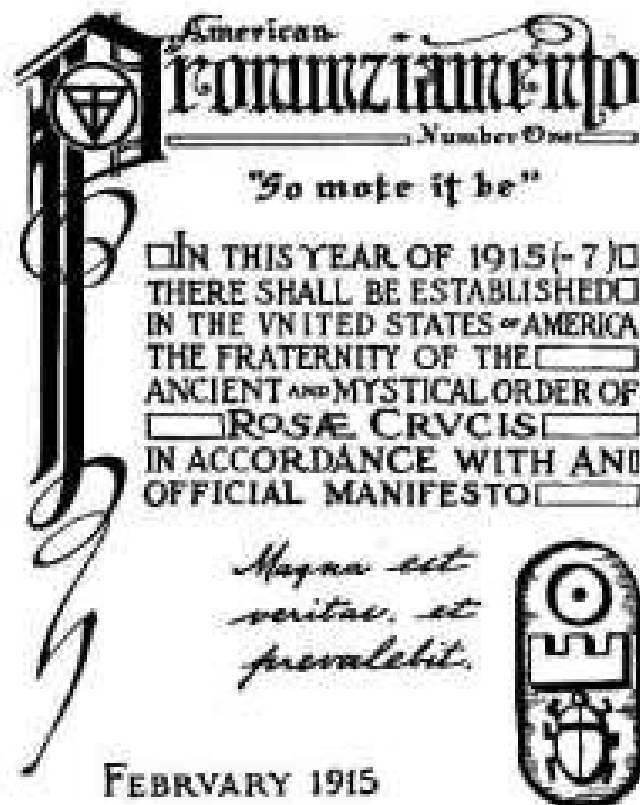 American
Pronunziamento
Number One
"So mote it be"
IN THIS YEAR OF 1915(-7)
THERE SHALL BE ESTABLISHED
IN THE VNITED STATES of AMERICA
THE FRATERNITY OF THE
ANCIENT AND MYSTICAL ORDER OF
ROSÆ CRVCIS
IN ACCORDANCE WITH AND
OFFICIAL MANIFESTO
Magna est
veritas, et
prevalebit.
FEBRVARY 1915